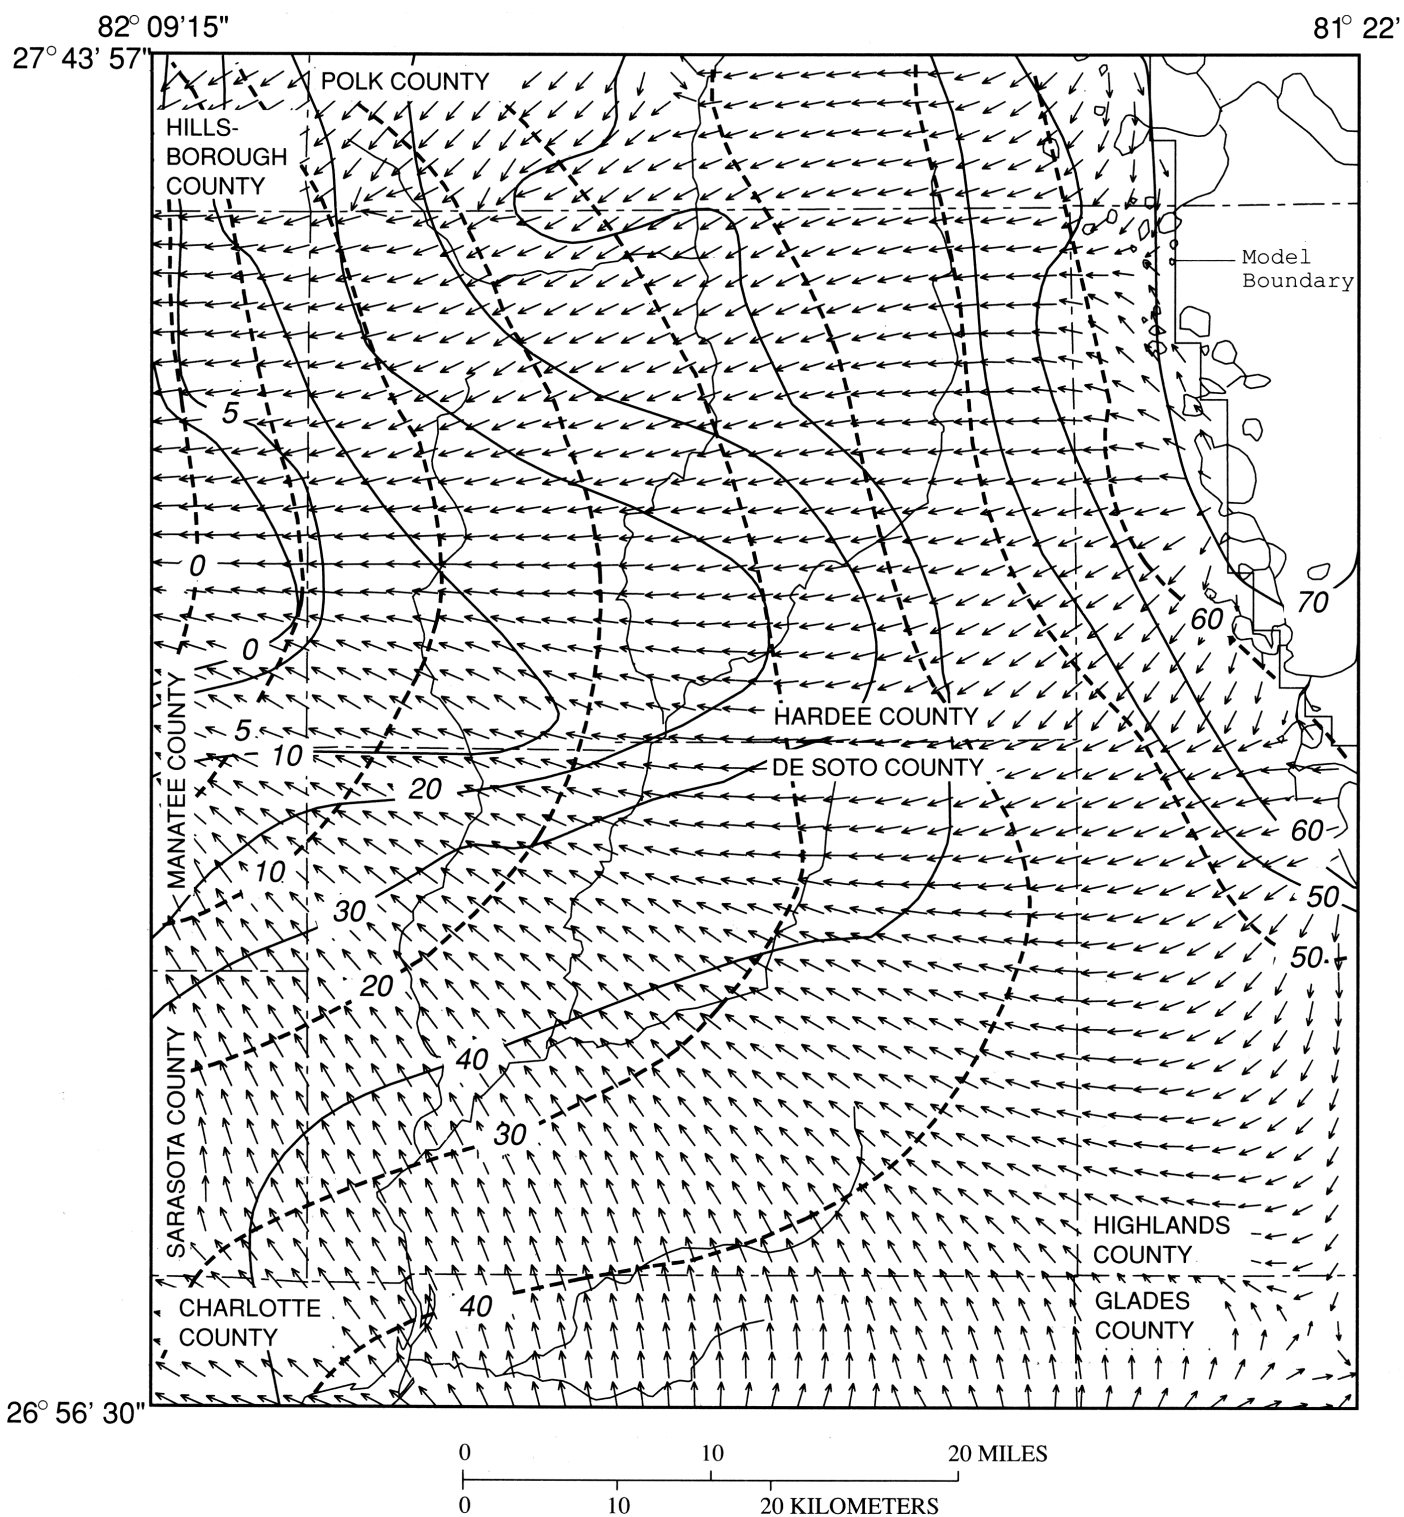 82° 09'15"
81° 22'
27° 43' 57"
POLK COUNTY
HILLS-
BOROUGH
COUNTY
Model
Boundary
5
0
60
70
0
MANATEE COUNTY
HARDEE COUNTY
5
10
DE SOTO COUNTY
20
60
10
50
30
50
20
SARASOTA COUNTY
40
30
HIGHLANDS
COUNTY
CHARLOTTE
COUNTY
40
GLADES
COUNTY
26° 56' 30"
0 10 20 MILES
0 10 20 KILOMETERS